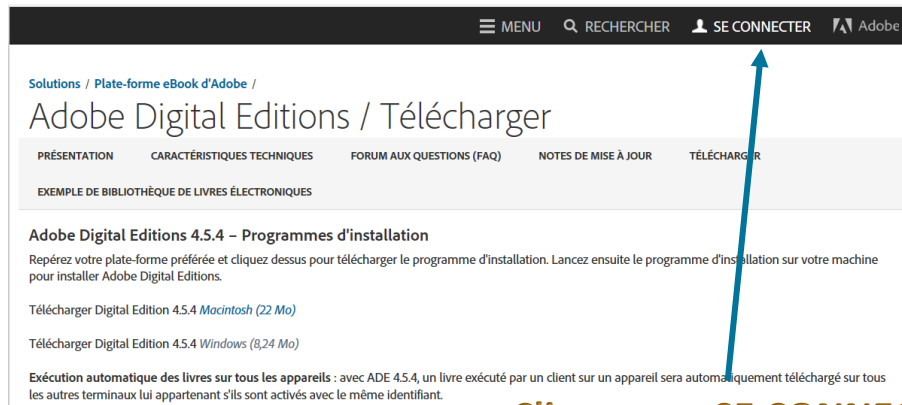 MENU RECHERCHER SE CONNECTER Adobe
Solutions / Plate-forme eBook d'Adobe /
Adobe Digital Editions / Télécharger
PRÉSENTATION CARACTÉRISTIQUES TECHNIQUES FORUM AUX QUESTIONS (FAQ) NOTES DE MISE À JOUR TÉLÉCHARGER
EXEMPLE DE BIBLIOTHÈQUE DE LIVRES ÉLECTRONIQUES
Adobe Digital Editions 4.5.4 – Programmes d'installation
Repérez votre plate-forme préférée et cliquez dessus pour télécharger le programme d'installation. Lancez ensuite le programme d'installation sur votre machine
pour installer Adobe Digital Editions.
Télécharger Digital Edition 4.5.4 Macintosh (22 Mo)
Télécharger Digital Edition 4.5.4 Windows (8,24 Mo)
Exécution automatique des livres sur tous les appareils : avec ADE 4.5.4, un livre exécuté par un client sur un appareil sera automatiquement téléchargé sur tous
les autres terminaux lui appartenant s'ils sont activés avec le même identifiant.